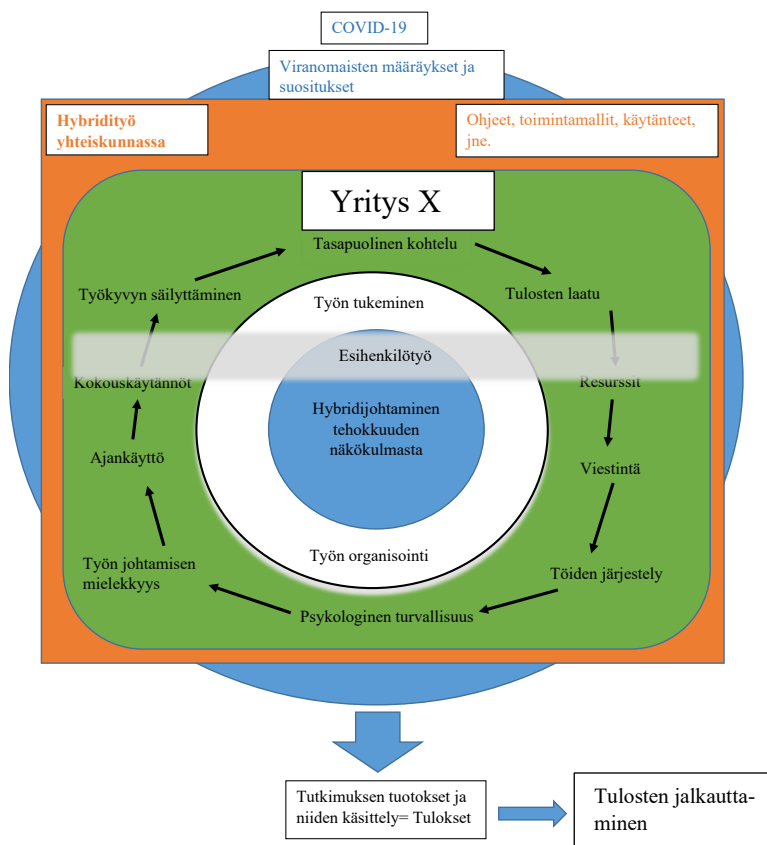 COVID-19
Viranomaisten määräykset ja
suositukset
Hybridityö
yhteiskunnassa
Ohjeet, toimintamallit, käytänteet,
jne.
Yritys X
Tasapuolinen kohtelu
Työkyvyn säilyttäminen
Työn tukeminen
Tulosten laatu
Esihenkilötyö
Kokouskäytännöt
Resurssit
Hybridijohtaminen
tehokkuuden
näkökulmasta
Ajankäyttö
Viestintä
Työn johtamisen
mielekkyys
Työn organisointi
Töiden järjestely
Psykologinen turvallisuus
Tutkimuksen tuotokset ja
niiden käsittely= Tulokset
Tulosten jalkautta-
minen